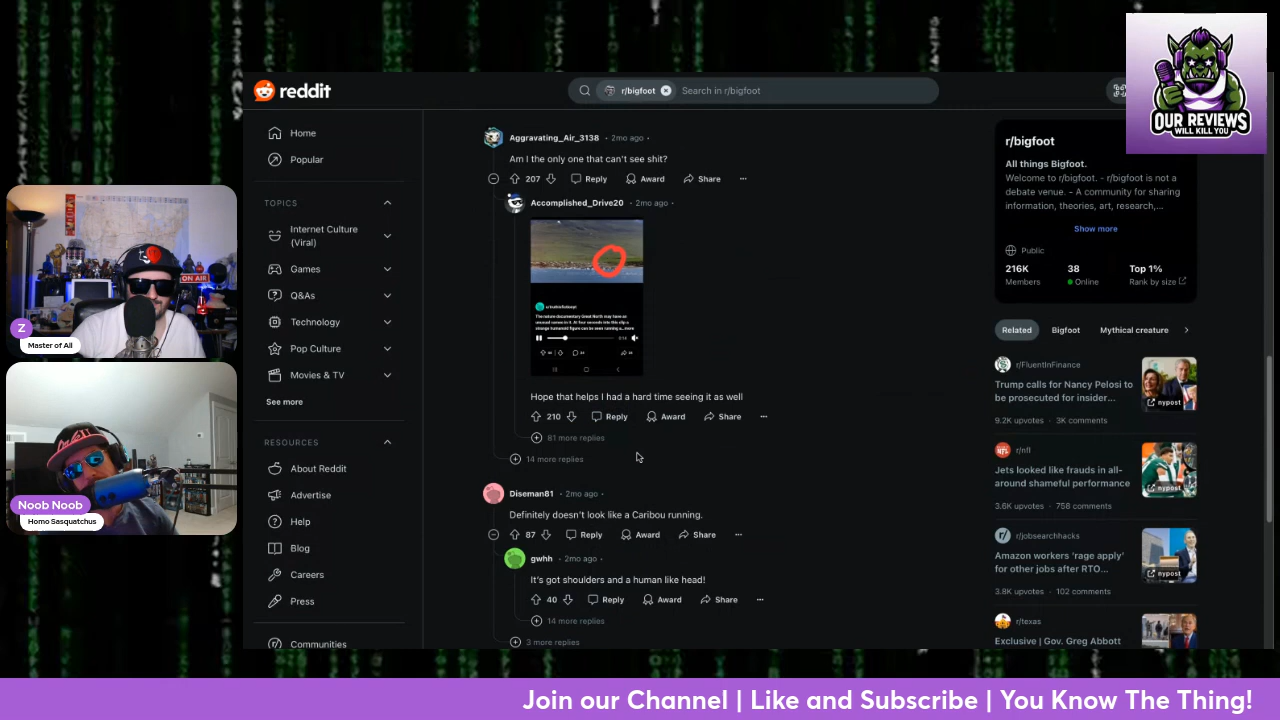 reddit
r/bigfoot
Search in r/bigfoot
OUR REVIEWS
WILL KILL YOU
Home
Popular
TOPICS
Internet Culture
(Viral)
Games
Q&As
Technology
Pop Culture
Movies & TV
See more
RESOURCES
About Reddit
Advertise
Help
Blog
Careers
Press
Communities
ON AIR
Z
Master of All
Noob Noob
Homo Sasquatchus
Aggravating_Air_3138 • 2mo ago •
Am I the only one that can't see shit?
207 Reply Award Share •••
Accomplished_Drive20 • 2mo ago •
The nature documentary Great North may have an
Hope that helps I had a hard time seeing it as well
210 Reply Award Share •••
81 more replies
14 more replies
Diseman81 • 2mo ago •
Definitely doesn't look like a Caribou running.
87 Reply Award Share •••
gwhh • 2mo ago •
It's got shoulders and a human like head!
40 Reply Award Share •••
14 more replies
3 more replies
r/bigfoot
All things Bigfoot.
Welcome to r/bigfoot. - r/bigfoot is not a
debate venue. - A community for sharing
information, theories, art, research,...
Show more
Public
216K 38 Top 1%
Members Online Rank by size
Related Bigfoot Mythical creature
r/FluentInFinance
Trump calls for Nancy Pelosi to
be prosecuted for insider...
nypost
9.2K upvotes · 3K comments
r/nfl
Jets looked like frauds in all-
around shameful performance
nypost
3.6K upvotes · 758 comments
r/jobsearchhacks
Amazon workers 'rage apply'
for other jobs after RTO...
nypost
3.8K upvotes · 102 comments
r/texas
Exclusive | Gov. Greg Abbott
Join our Channel | Like and Subscribe | You Know The Thing!